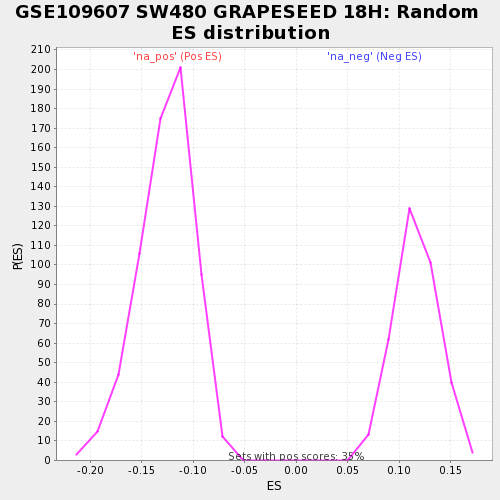 GSE109607 SW480 GRAPESEED 18H: Random
ES distribution
'na_pos' (Pos ES)
'na_neg' (Neg ES)
210
200
190
180
170
160
150
140
130
120
110
100
90
80
70
60
50
40
30
20
10
0
P(ES)
Sets with pos scores: 35%
-0.20 -0.15 -0.10 -0.05 0.00 0.05 0.10 0.15
ES